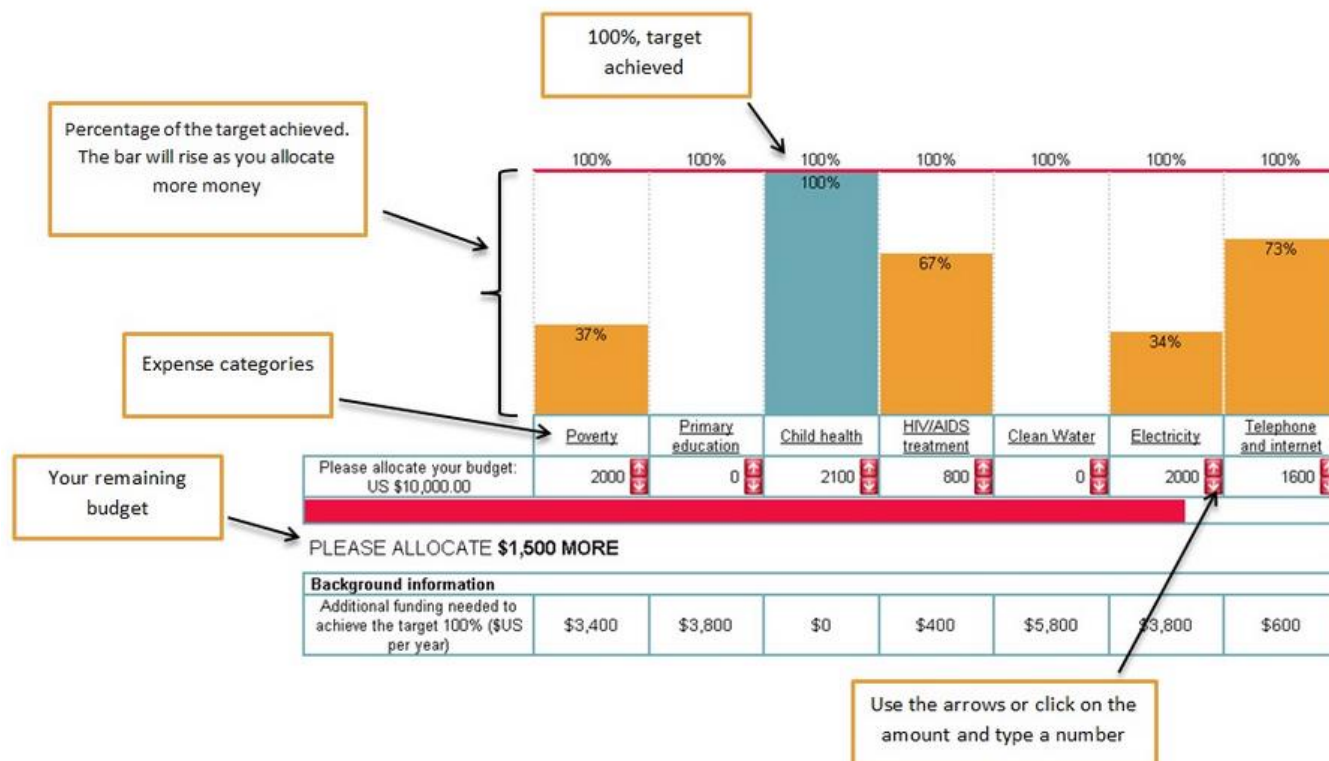 100%, target
achieved
Percentage of the target achieved.
The bar will rise as you allocate
more money
100% 100% 100% 100% 100% 100% 100%
100%
73%
67%
37%
34%
Expense categories
Poverty Primary education Child health HIV/AIDS treatment Clean Water Electricity Telephone and internet
Your remaining
budget
Please allocate your budget:
US $10,000.00
2000 0 2100 800 0 2000 1600
PLEASE ALLOCATE $1,500 MORE
Background information
Additional funding needed to
achieve the target 100% ($US
per year)
$3,400 $3,800 $0 $400 $5,800 $3,800 $600
Use the arrows or click on the
amount and type a number